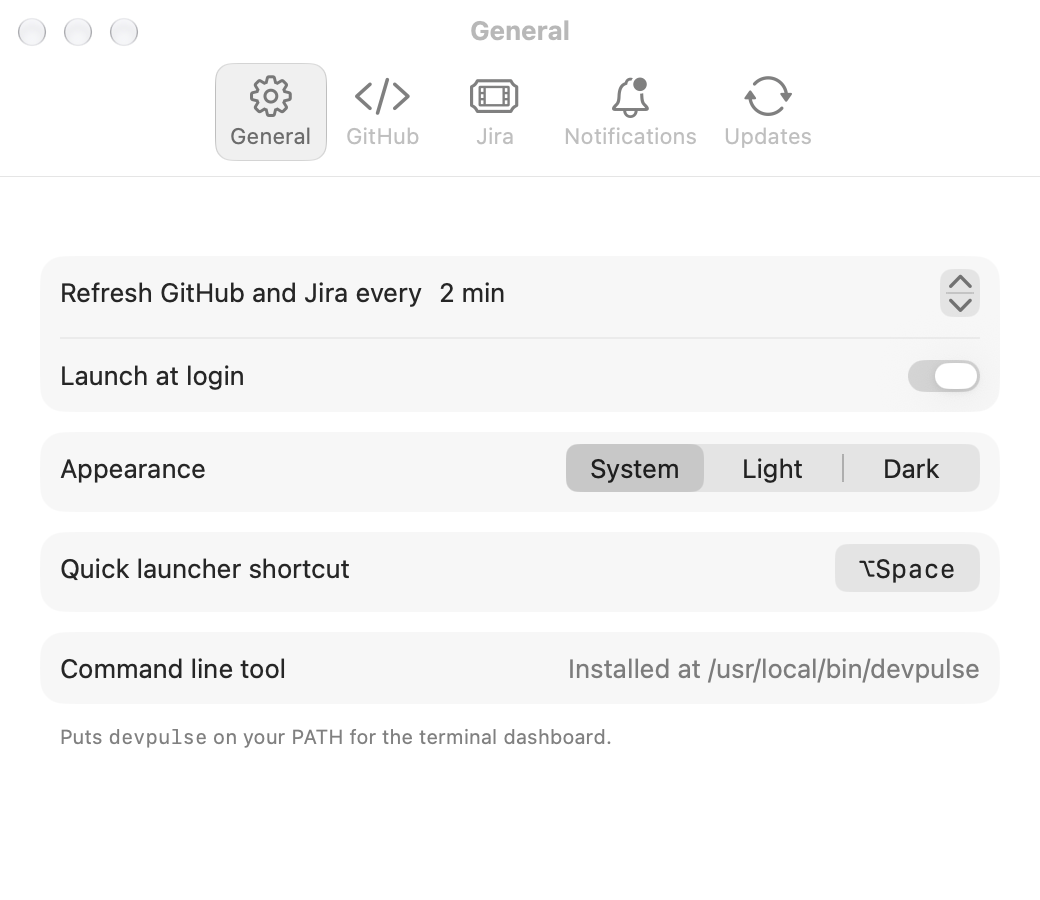 General
General GitHub Jira Notifications Updates
Refresh GitHub and Jira every 2 min
Launch at login
Appearance System Light Dark
Quick launcher shortcut ⌥Space
Command line tool Installed at /usr/local/bin/devpulse
Puts devpulse on your PATH for the terminal dashboard.